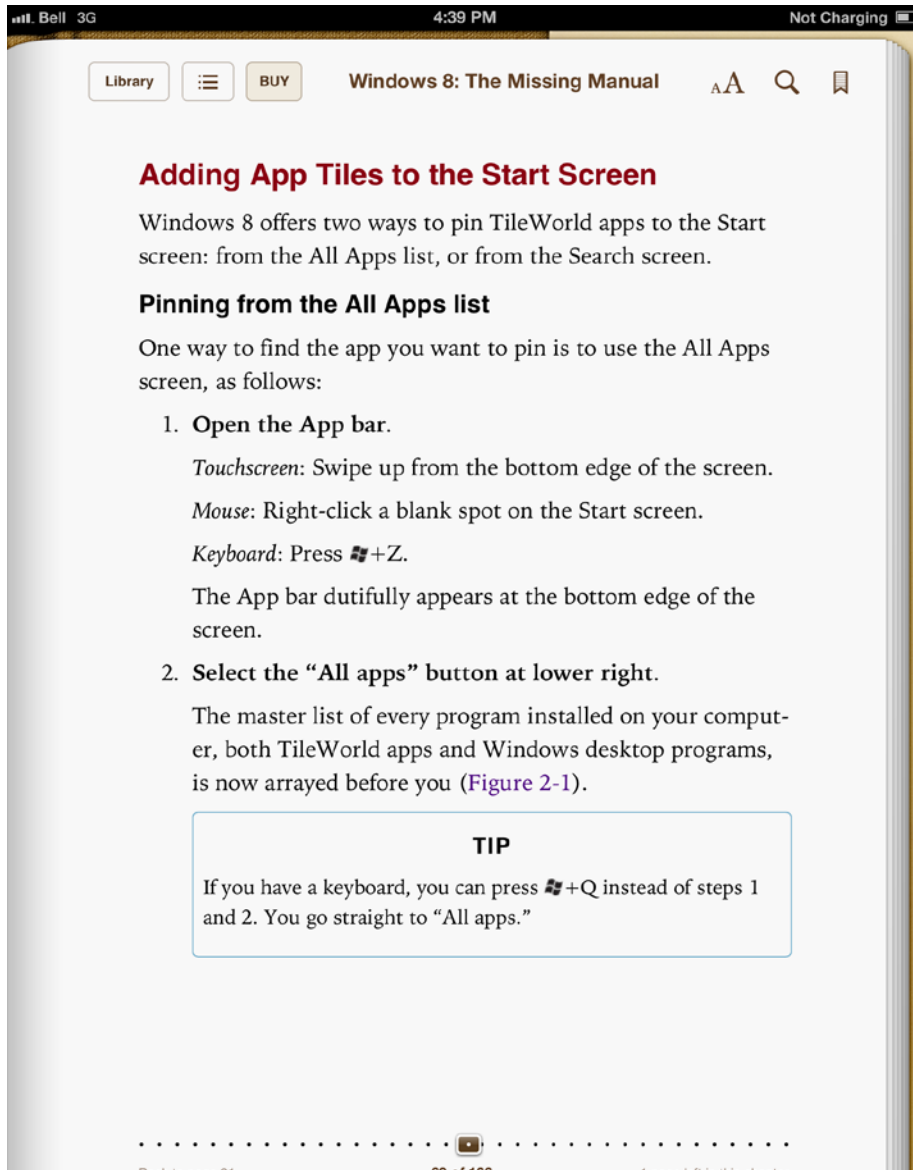 Bell 3G 4:39 PM Not Charging
Library BUY Windows 8: The Missing Manual AA
Adding App Tiles to the Start Screen
Windows 8 offers two ways to pin TileWorld apps to the Start
screen: from the All Apps list, or from the Search screen.
Pinning from the All Apps list
One way to find the app you want to pin is to use the All Apps
screen, as follows:
1. Open the App bar.
Touchscreen: Swipe up from the bottom edge of the screen.
Mouse: Right-click a blank spot on the Start screen.
Keyboard: Press +Z.
The App bar dutifully appears at the bottom edge of the
screen.
2. Select the “All apps” button at lower right.
The master list of every program installed on your comput-
er, both TileWorld apps and Windows desktop programs,
is now arrayed before you (Figure 2-1).
TIP
If you have a keyboard, you can press +Q instead of steps 1
and 2. You go straight to “All apps.”